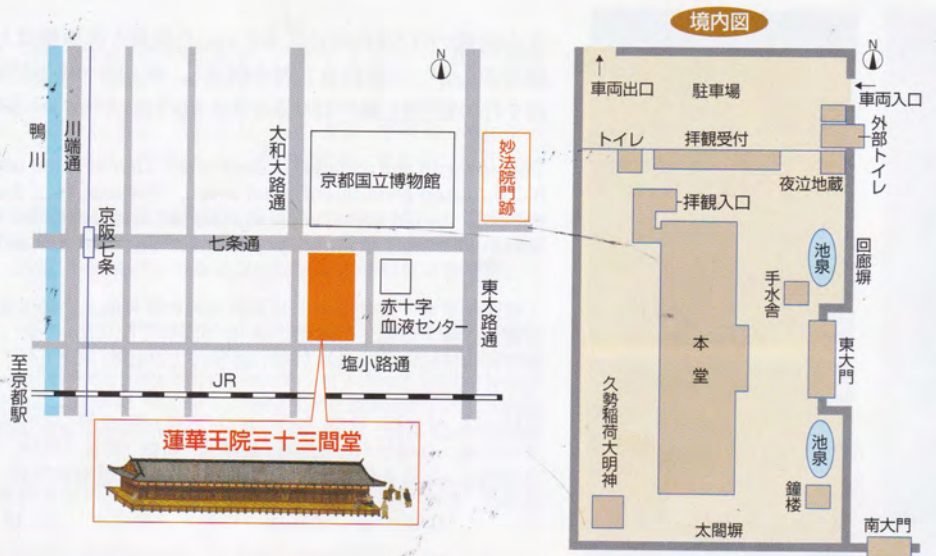 鴨川
川端通
京阪七条
大和大路通
N
京都国立博物館
妙法院門跡
七条通
赤十字
血液センター
東大路通
塩小路通
至京都駅
JR
蓮華王院三十三間堂
境内図
N
車両出口
駐車場
車両入口
トイレ
拝観受付
外部トイレ
夜泣地蔵
拝観入口
池泉
回廊塀
手水舎
本堂
東大門
久勢稲荷大明神
池泉
鐘楼
太閤塀
南大門